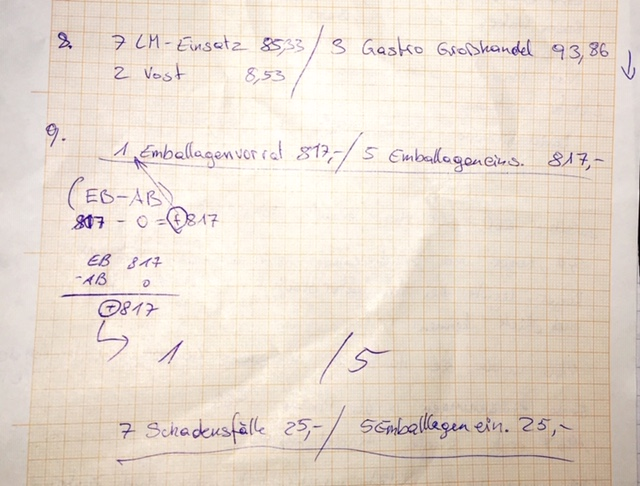 8. 7 LM-Einsatz 85,33 / 3 Gastro Großhandel 93,86
2 Vost 8,53
9.
1 Emballagenvorrat 817,- / 5 Emballageneins. 817,-
(EB-AB)
817 - 0 = + 817
EB 817
-AB 0
+817
1 / 5
7 Schadensfälle 25,- / 5 Emballagen ein. 25,-